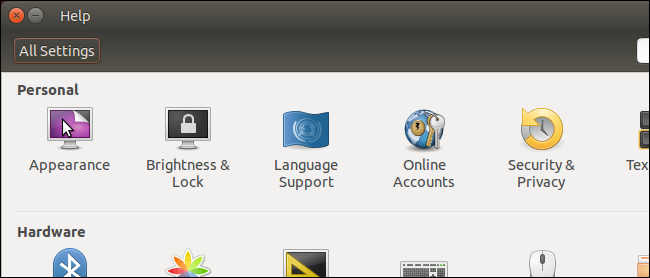 Help
All Settings
Personal
Appearance
Brightness &
Lock
Language
Support
Online
Accounts
Security &
Privacy
Tex
Hardware